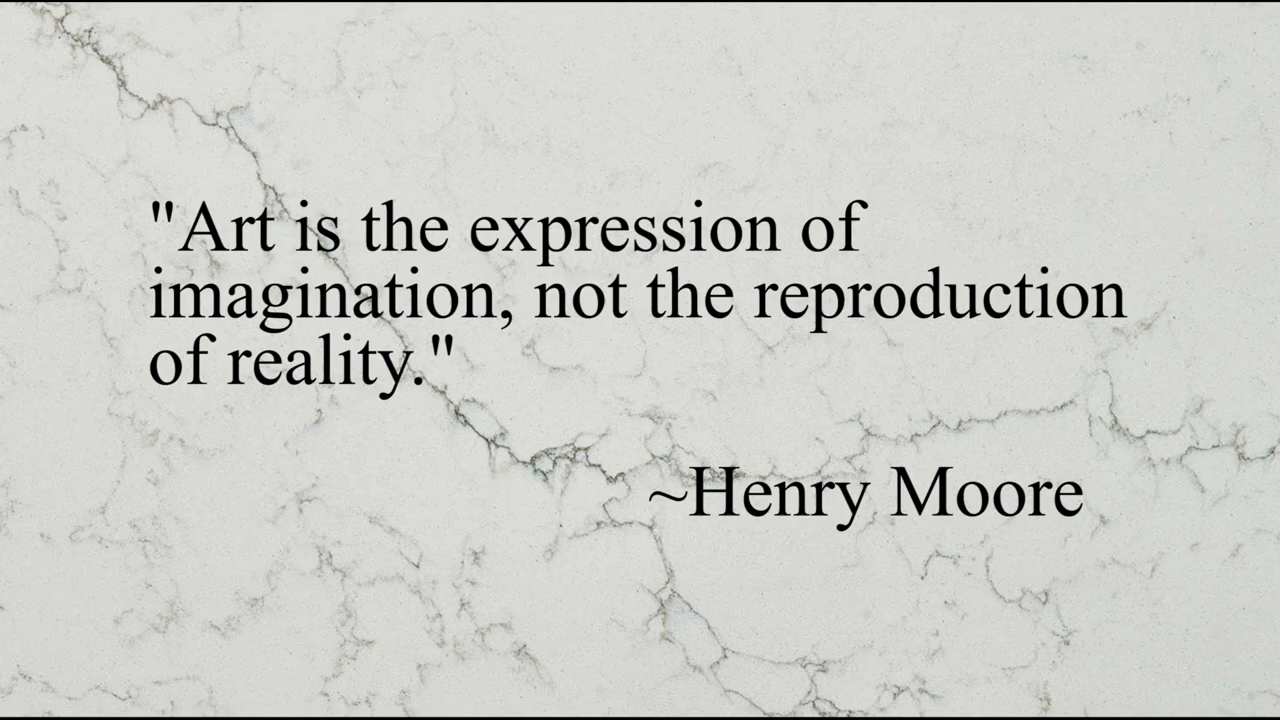 "Art is the expression of
imagination, not the reproduction
of reality."
~Henry Moore